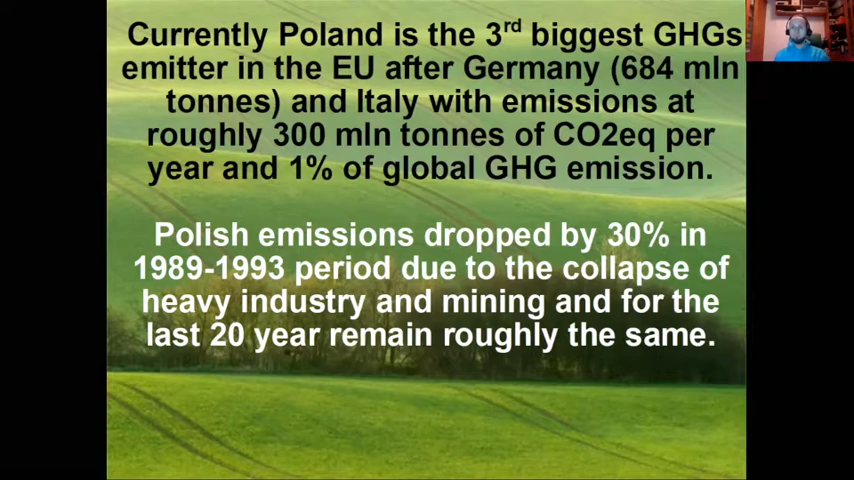 Currently Poland is the 3rd biggest GHGs
emitter in the EU after Germany (684 mln
tonnes) and Italy with emissions at
roughly 300 mln tonnes of CO2eq per
year and 1% of global GHG emission.
Polish emissions dropped by 30% in
1989-1993 period due to the collapse of
heavy industry and mining and for the
last 20 year remain roughly the same.